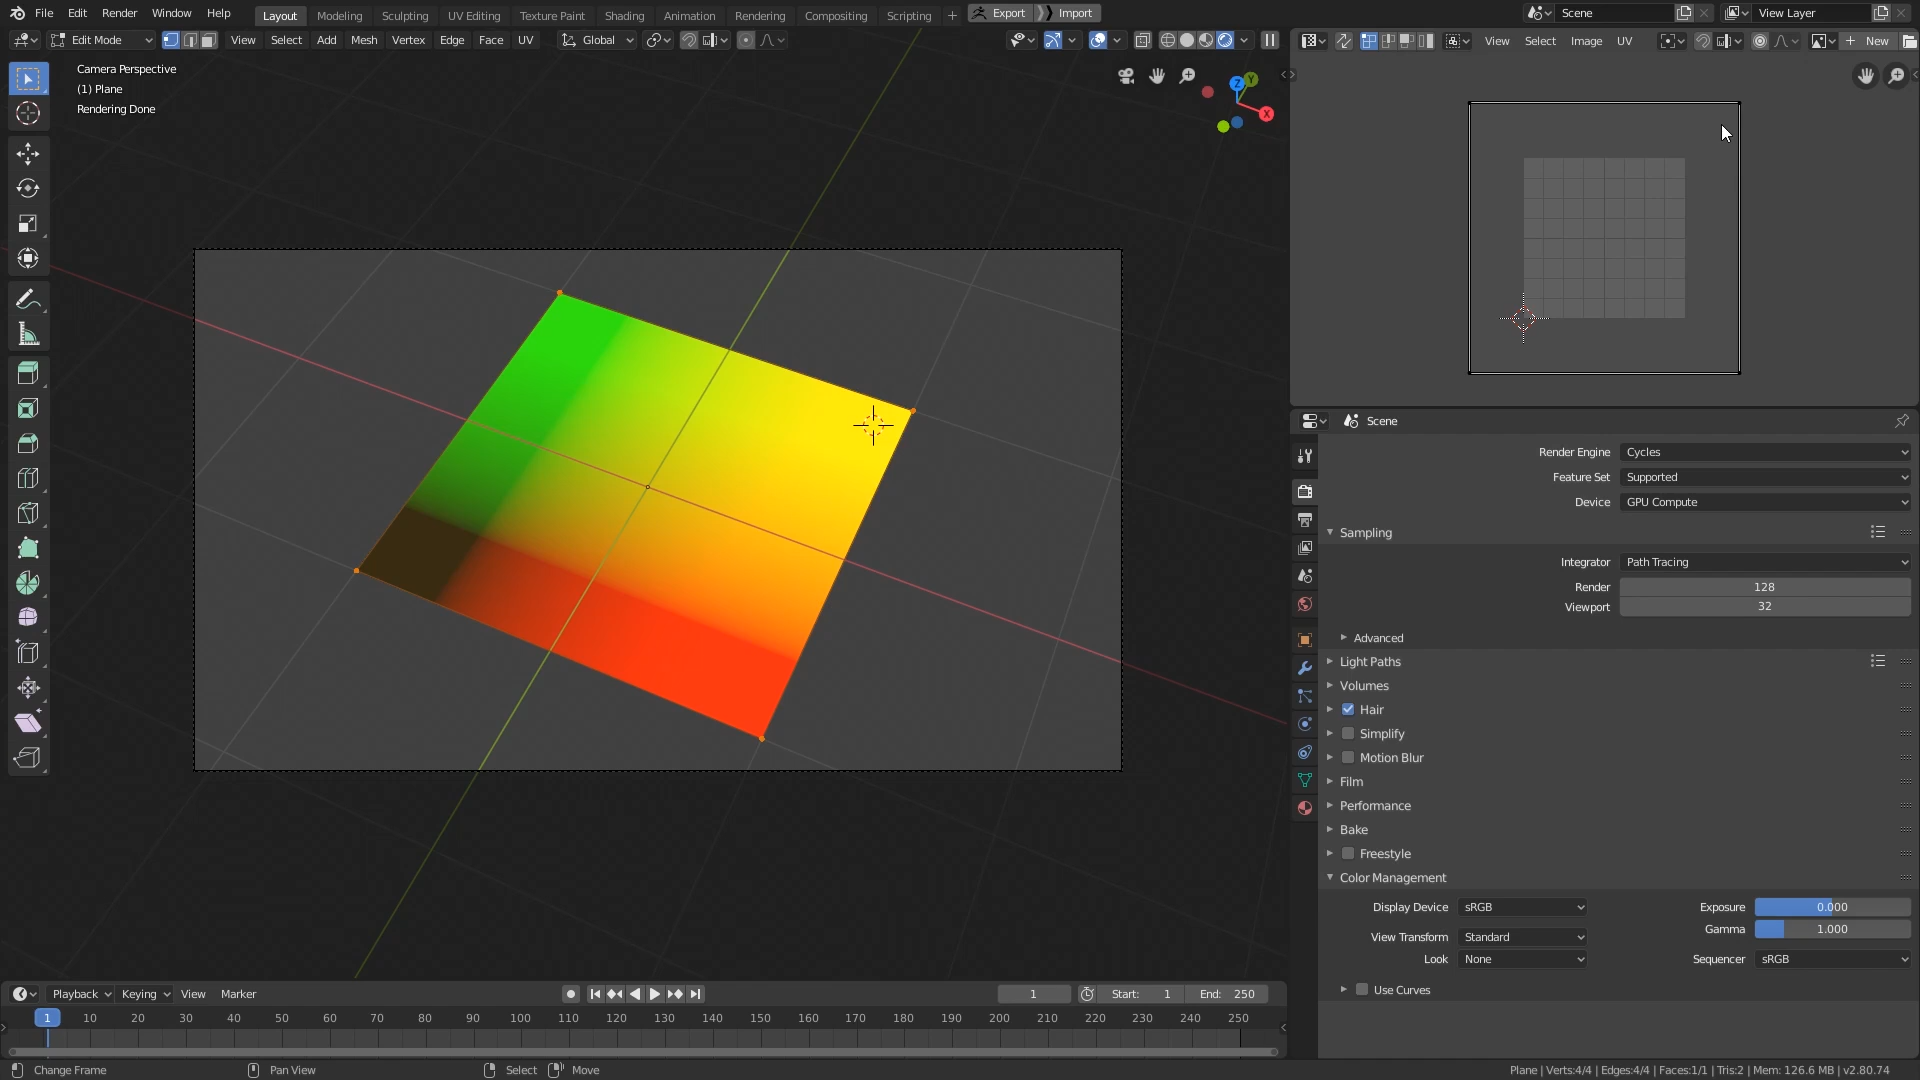 File Edit Render Window Help Layout Modeling Sculpting UV Editing Texture Paint Shading Animation Rendering Compositing Scripting + Export Import Scene View Layer
Edit Mode View Select Add Mesh Vertex Edge Face UV Global View Select Image UV + New
Camera Perspective
(1) Plane
Rendering Done
Z
Y
X
Scene
Render Engine Cycles
Feature Set Supported
Device GPU Compute
Sampling
Integrator Path Tracing
Render 128
Viewport 32
Advanced
Light Paths
Volumes
Hair
Simplify
Motion Blur
Film
Performance
Bake
Freestyle
Color Management
Display Device sRGB Exposure 0.000
Gamma 1.000
View Transform Standard
Look None Sequencer sRGB
Use Curves
Playback Keying View Marker 1 Start: 1 End: 250
1 10 20 30 40 50 60 70 80 90 100 110 120 130 140 150 160 170 180 190 200 210 220 230 240 250
Change Frame Pan View Select Move Plane | Verts:4/4 | Edges:4/4 | Faces:1/1 | Tris:2 | Mem: 126.6 MB | v2.80.74